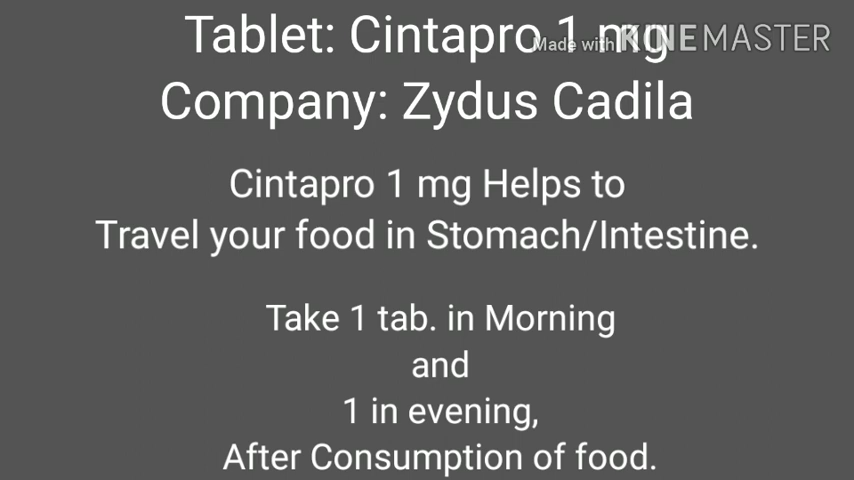 Tablet: Cintapro 1 mg
Made with KINEMASTER
Company: Zydus Cadila
Cintapro 1 mg Helps to
Travel your food in Stomach/Intestine.
Take 1 tab. in Morning
and
1 in evening,
After Consumption of food.